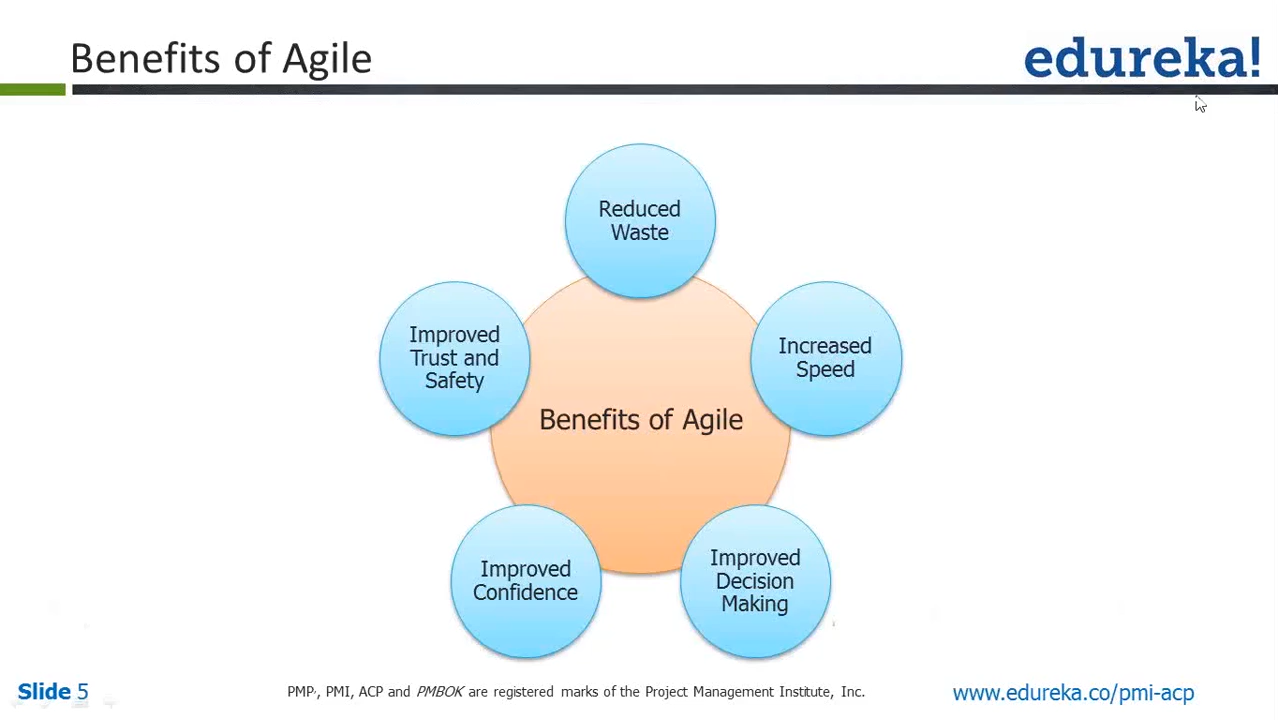 Benefits of Agile
edureka!
Reduced
Waste
Improved
Trust and
Safety
Increased
Speed
Benefits of Agile
Improved
Confidence
Improved
Decision
Making
Slide 5
PMP, PMI, ACP and PMBOK are registered marks of the Project Management Institute, Inc.
www.edureka.co/pmi-acp